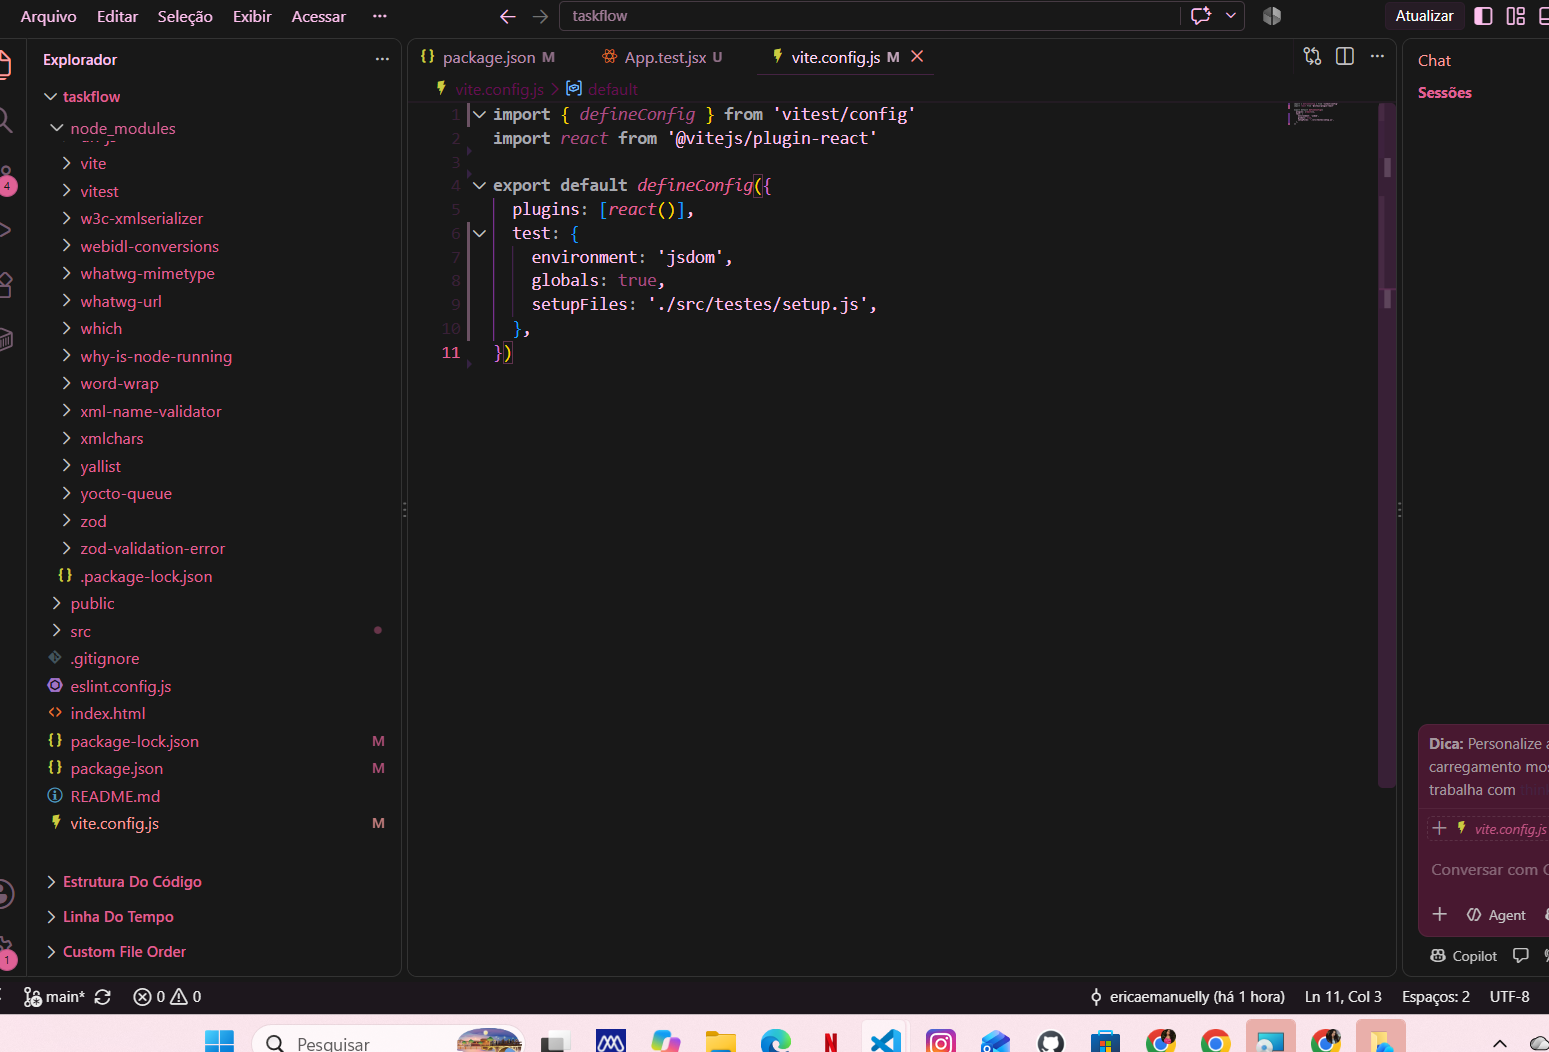 Arquivo Editar Seleção Exibir Acessar ···
taskflow
Atualizar
Explorador ···
taskflow
node_modules
vite
vitest
w3c-xmlserializer
webidl-conversions
whatwg-mimetype
whatwg-url
which
why-is-node-running
word-wrap
xml-name-validator
xmlchars
yallist
yocto-queue
zod
zod-validation-error
.package-lock.json
public
src
.gitignore
eslint.config.js
index.html
package-lock.json M
package.json M
README.md
vite.config.js M
Estrutura Do Código
Linha Do Tempo
Custom File Order
4
1
package.json M App.test.jsx U vite.config.js M
vite.config.js > default
1 import { defineConfig } from 'vitest/config'
2 import react from '@vitejs/plugin-react'
3
4 export default defineConfig({
5 plugins: [react()],
6 test: {
7 environment: 'jsdom',
8 globals: true,
9 setupFiles: './src/testes/setup.js',
10 },
11 })
Chat
Sessões
Dica: Personalize
carregamento
trabalha com
vite.config.js
Conversar com
Agent
Copilot
main* 0 0
ericaemanuelly (há 1 hora) Ln 11, Col 3 Espaços: 2 UTF-8
Pesquisar